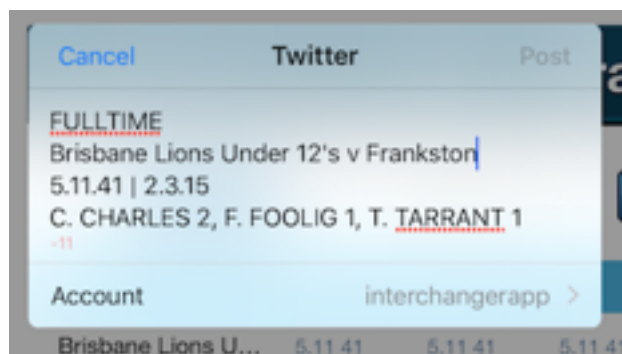 Cancel Twitter Post
FULLTIME
Brisbane Lions Under 12's v Frankston
5.11.41 | 2.3.15
C. CHARLES 2, F. FOOLIG 1, T. TARRANT 1
-11
Account interchangerapp >
Brisbane Lions U... 5.11 41 5.11.41 5.11 41